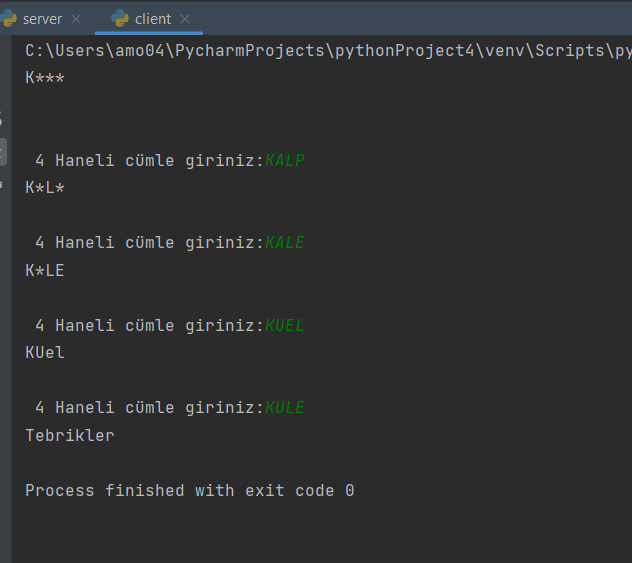 server client
C:\Users\amo04\PycharmProjects\pythonProject4\venv\Scripts\py
K***
4 Haneli cümle giriniz:KALP
K*L*
4 Haneli cümle giriniz:KALE
K*LE
4 Haneli cümle giriniz:KUEL
KUel
4 Haneli cümle giriniz:KULE
Tebrikler
Process finished with exit code 0